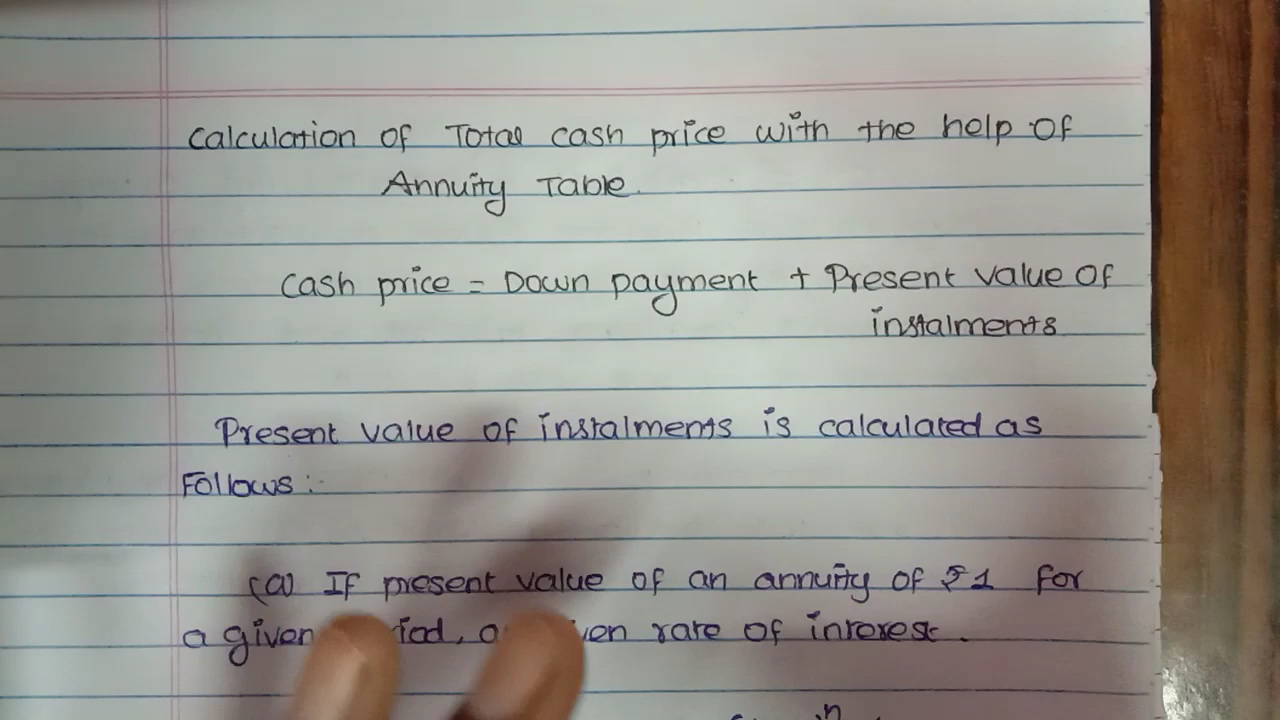 Calculation of Total cash price with the help of
Annuity Table.
Cash price = Down payment + Present value of
instalments
Present value of instalments is calculated as
Follows :-
(a) If present value of an annuity of ₹1 for
a given rate of interest.
n